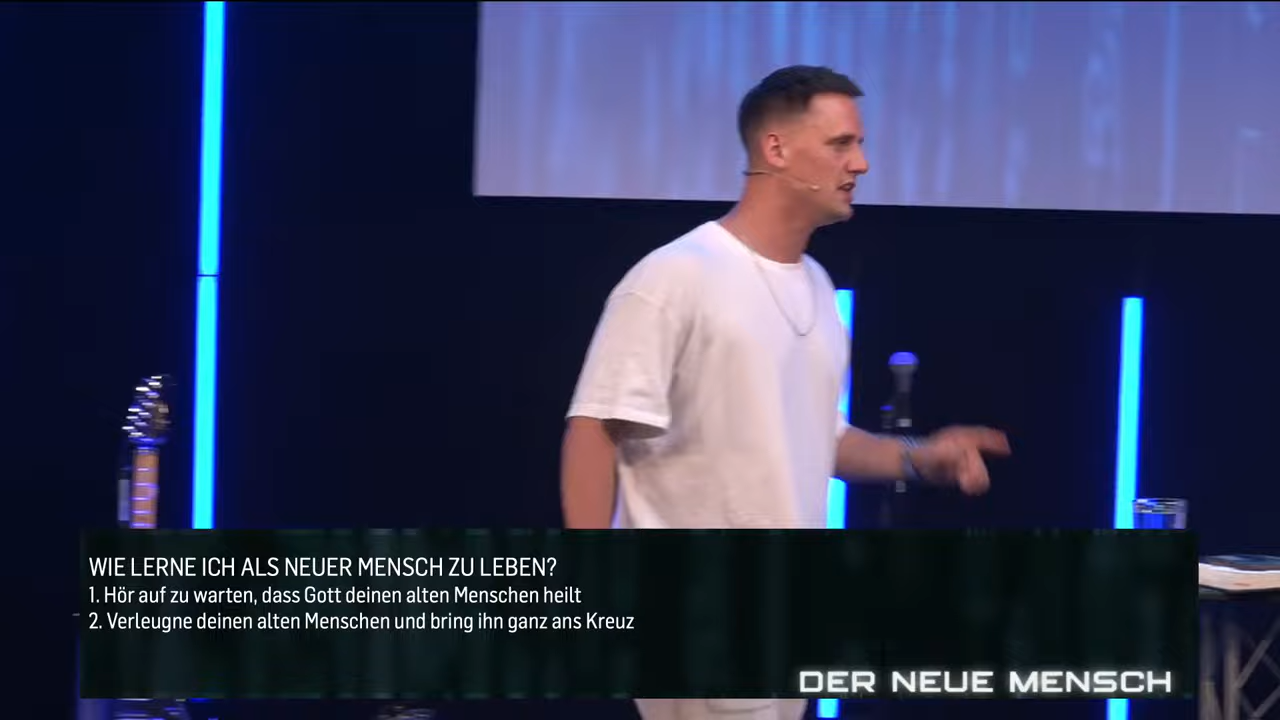 WIE LERNE ICH ALS NEUER MENSCH ZU LEBEN?
1. Hör auf zu warten, dass Gott deinen alten Menschen heilt
2. Verleugne deinen alten Menschen und bring ihn ganz ans Kreuz
DER NEUE MENSCH